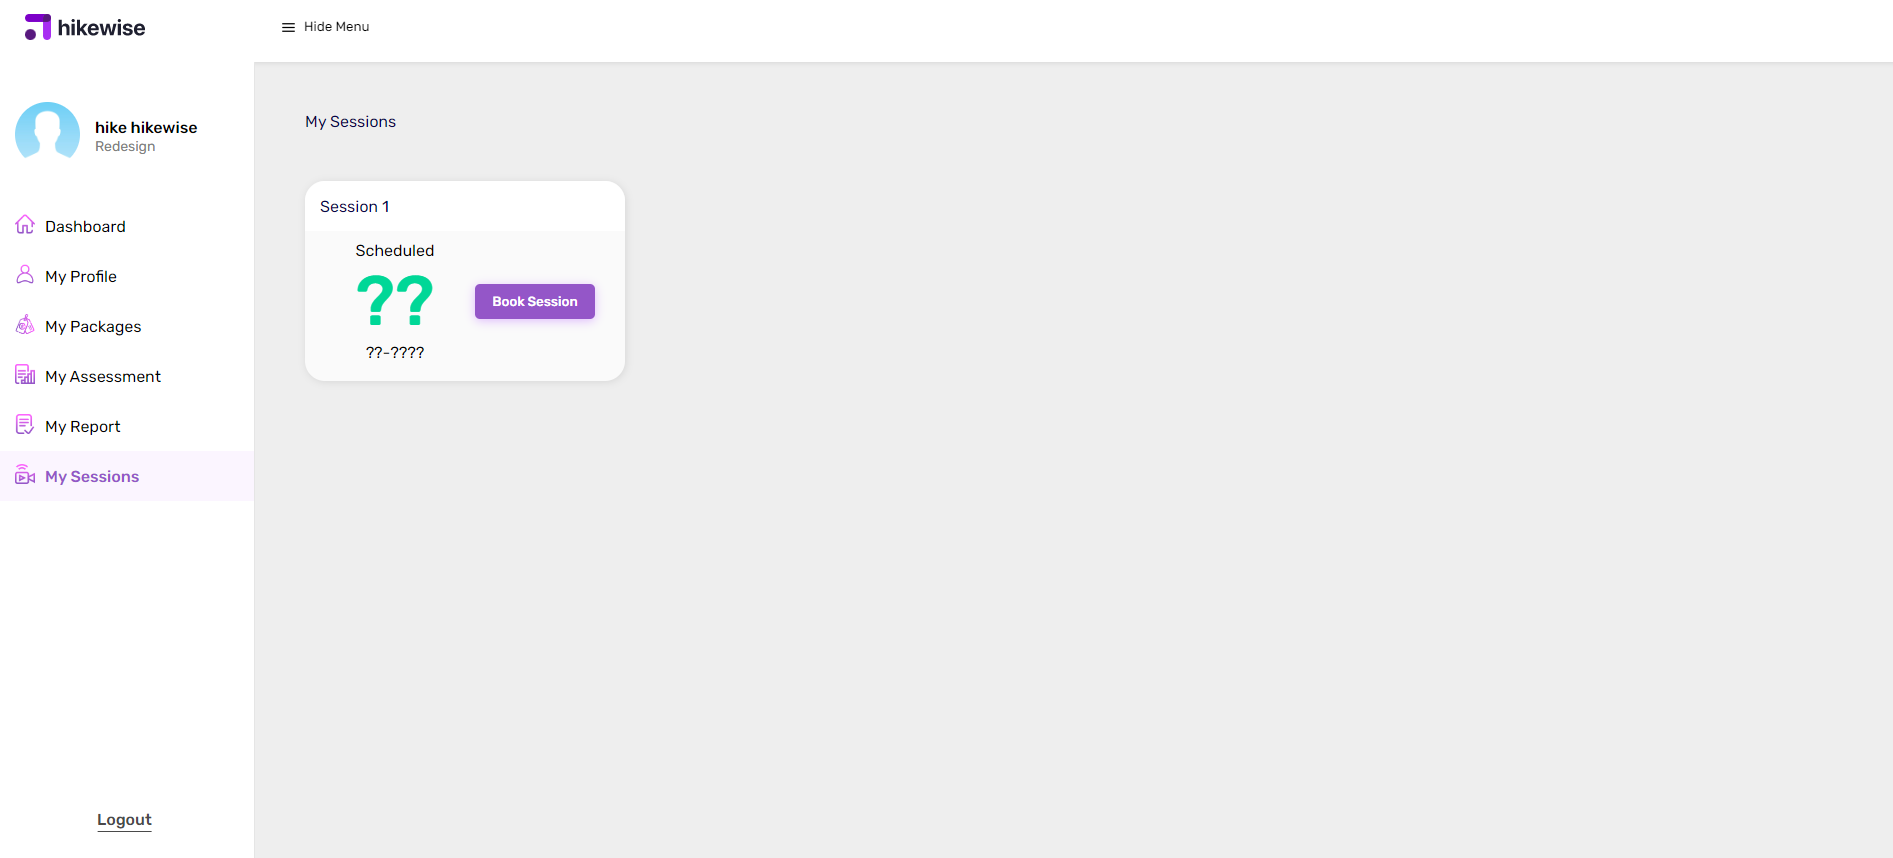 hikewise
Hide Menu
hike hikewise
Redesign
Dashboard
My Profile
My Packages
My Assessment
My Report
My Sessions
Logout
My Sessions
Session 1
Scheduled
??
??-????
Book Session